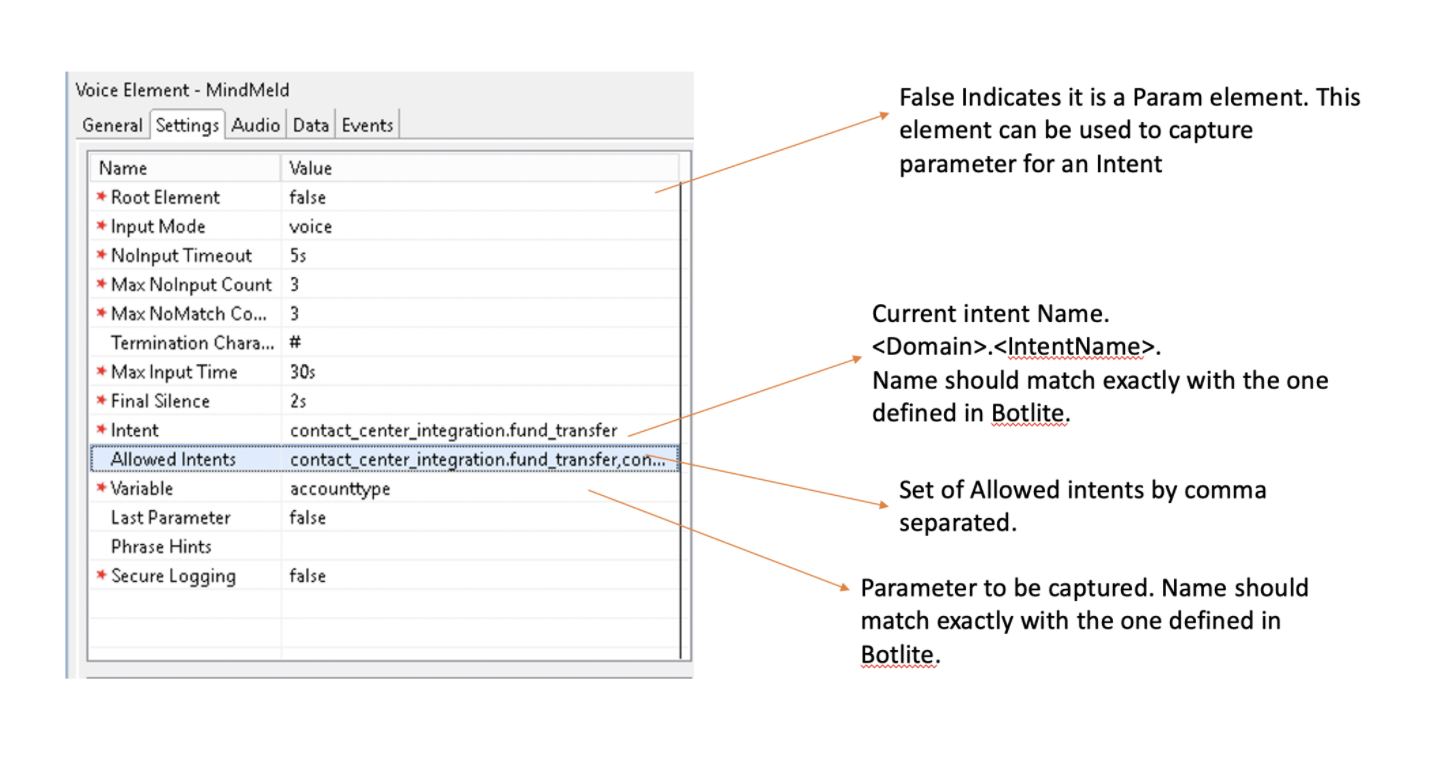 Voice Element - MindMeld
General Settings Audio Data Events
Name Value
* Root Element false
* Input Mode voice
* NoInput Timeout 5s
* Max NoInput Count 3
* Max NoMatch Co... 3
Termination Chara... #
* Max Input Time 30s
* Final Silence 2s
* Intent contact_center_integration.fund_transfer
Allowed Intents contact_center_integration.fund_transfer,con...
* Variable accounttype
Last Parameter false
Phrase Hints
* Secure Logging false
False Indicates it is a Param element. This
element can be used to capture
parameter for an Intent
Current intent Name.
<Domain>.<IntentName>.
Name should match exactly with the one
defined in Botlite.
Set of Allowed intents by comma
separated.
Parameter to be captured. Name should
match exactly with the one defined in
Botlite.